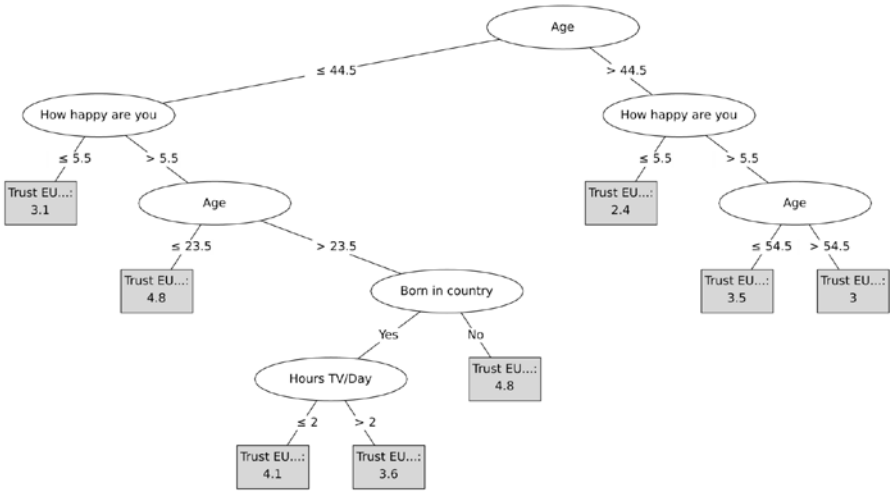 Age
≤ 44.5
> 44.5
How happy are you
How happy are you
≤ 5.5
> 5.5
≤ 5.5
> 5.5
Trust EU...:
3.1
Age
Trust EU...:
2.4
Age
≤ 23.5
> 23.5
≤ 54.5
> 54.5
Trust EU...:
4.8
Born in country
Trust EU...:
3.5
Trust EU...:
3
Yes
No
Hours TV/Day
Trust EU...:
4.8
≤ 2
> 2
Trust EU...:
4.1
Trust EU...:
3.6